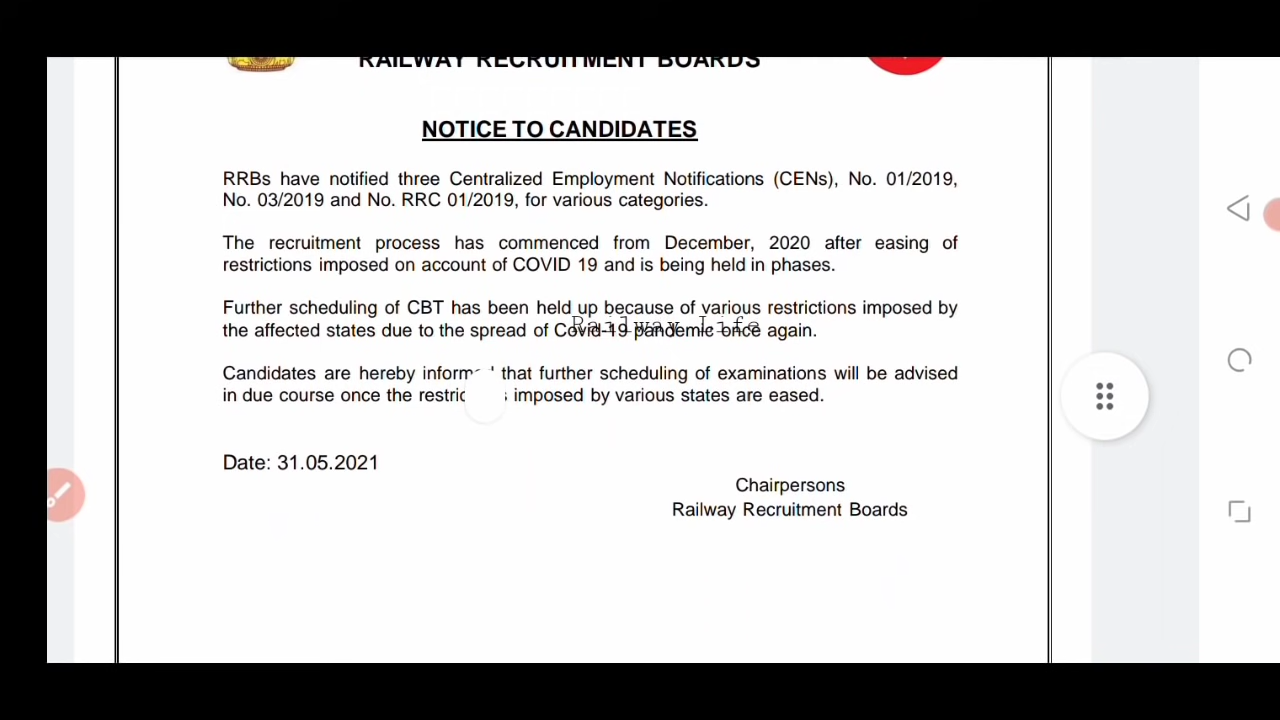 RAILWAY RECRUITMENT BOARDS
NOTICE TO CANDIDATES
RRBs have notified three Centralized Employment Notifications (CENs), No. 01/2019,
No. 03/2019 and No. RRC 01/2019, for various categories.
The recruitment process has commenced from December, 2020 after easing of
restrictions imposed on account of COVID 19 and is being held in phases.
Further scheduling of CBT has been held up because of various restrictions imposed by
the affected states due to the spread of Covid-19 pandemic once again.
Railway Life
Candidates are hereby informed that further scheduling of examinations will be advised
in due course once the imposed by various states are eased.
Date: 31.05.2021
Chairpersons
Railway Recruitment Boards